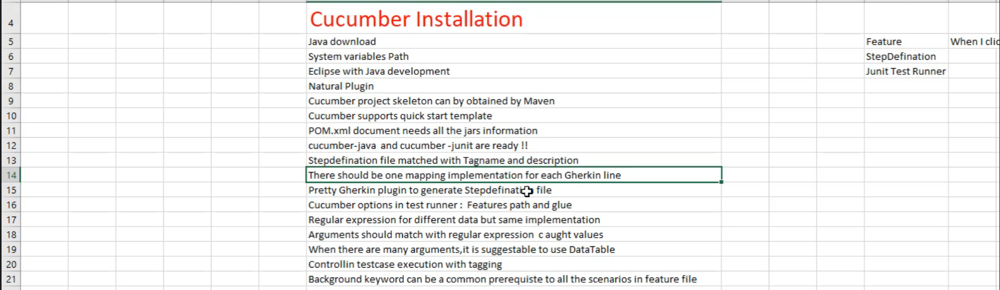 4 Cucumber Installation
5 Java download Feature When I clic
6 System variables Path StepDefination
7 Eclipse with Java development Junit Test Runner
8 Natural Plugin
9 Cucumber project skeleton can by obtained by Maven
10 Cucumber supports quick start template
11 POM.xml document needs all the jars information
12 cucumber-java  and cucumber -junit are ready !!
13 Stepdefination file matched with Tagname and description
14 There should be one mapping implementation for each Gherkin line
15 Pretty Gherkin plugin to generate Stepdefination file
16 Cucumber options in test runner :  Features path and glue
17 Regular expression for different data but same implementation
18 Arguments should match with regular expression  c aught values
19 When there are many arguments,it is suggestable to use DataTable
20 Controllin testcase execution with tagging
21 Background keyword can be a common prerequiste to all the scenarios in feature file